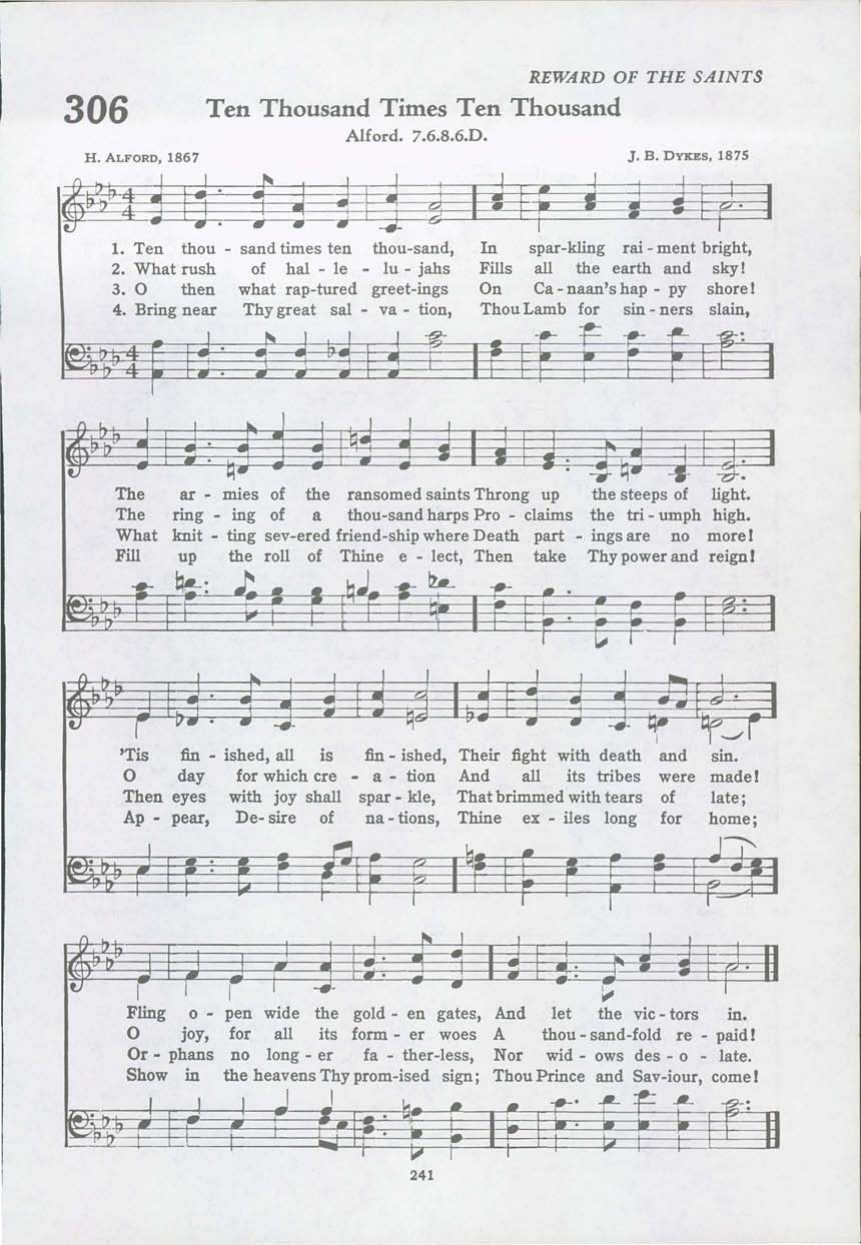 REWARD OF THE SAINTS
306 Ten Thousand Times Ten Thousand
Alford. 7.6.8.6.D.
H. ALFORD, 1867 J. B. DYKES, 1875
4
4
1. Ten thou - sand times ten thou-sand, In spar-kling rai - ment bright,
2. What rush of hal - le - lu - jahs Fills all the earth and sky!
3. O then what rap-tured greet-ings On Ca - naan's hap - py shore!
4. Bring near Thy great sal - va - tion, Thou Lamb for sin - ners slain,
4
4
The ar - mies of the ransomed saints Throng up the steeps of light.
The ring - ing of a thou-sand harps Pro - claims the tri - umph high.
What knit - ting sev-ered friend-ship where Death part - ings are no more!
Fill up the roll of Thine e - lect, Then take Thy power and reign!
'Tis fin - ished, all is fin - ished, Their fight with death and sin.
O day for which cre - a - tion And all its tribes were made!
Then eyes with joy shall spar - kle, That brimmed with tears of late;
Ap - pear, De- sire of na - tions, Thine ex - iles long for home;
Fling o - pen wide the gold - en gates, And let the vic - tors in.
O joy, for all its form - er woes A thou - sand-fold re - paid!
Or - phans no long - er fa - ther-less, Nor wid - ows des - o - late.
Show in the heavens Thy prom-ised sign; Thou Prince and Sav-iour, come!
241